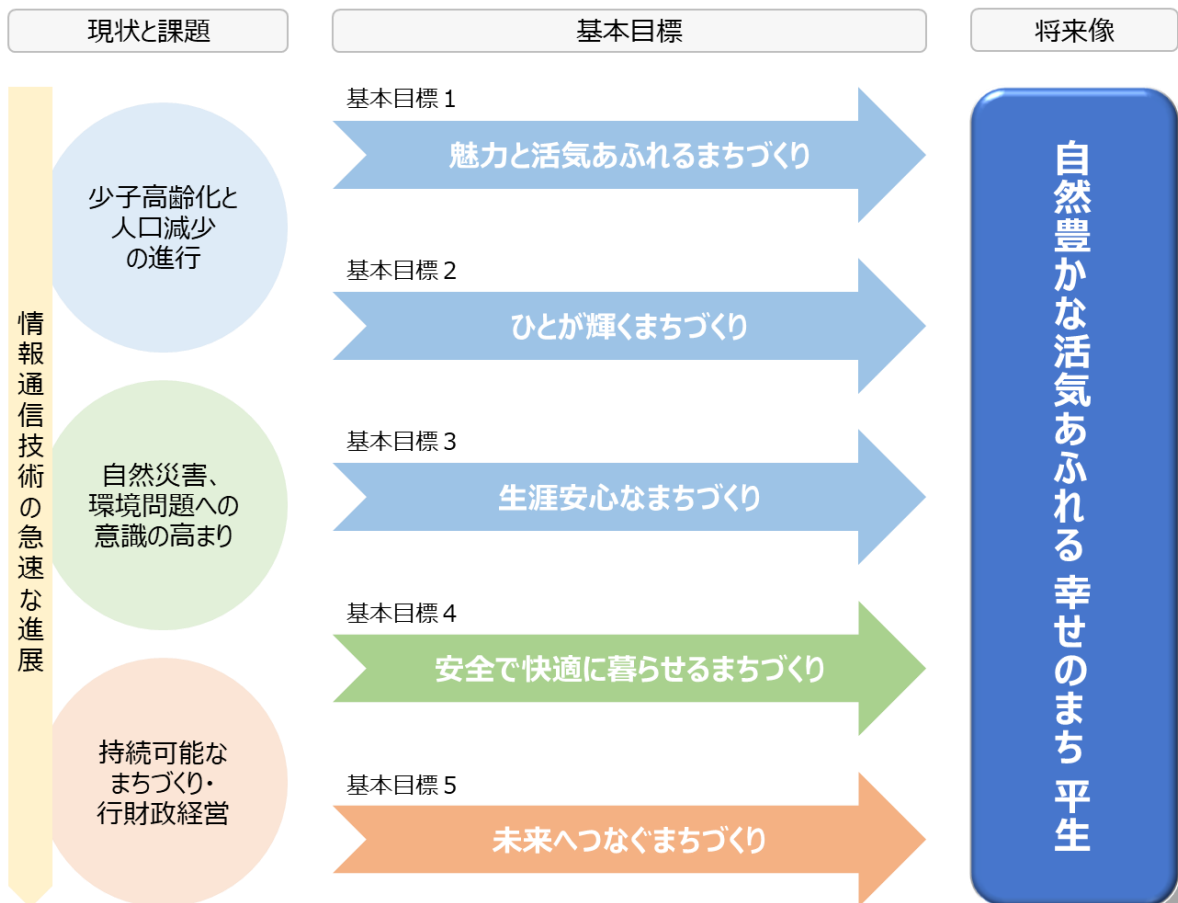 現状と課題
基本目標
将来像
情報通信技術の急速な進展
少子高齢化と
人口減少
の進行
自然災害、
環境問題への
意識の高まり
持続可能な
まちづくり・
行財政経営
基本目標１
魅力と活気あふれるまちづくり
基本目標２
ひとが輝くまちづくり
基本目標３
生涯安心なまちづくり
基本目標４
安全で快適に暮らせるまちづくり
基本目標５
未来へつなぐまちづくり
自然豊かな活気あふれる 幸せのまち 平生